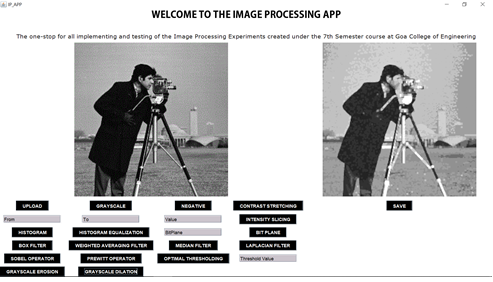 IP_APP
WELCOME TO THE IMAGE PROCESSING APP
The one-stop for all implementing and testing of the Image Processing Experiments created under the 7th Semester course at Goa College of Engineering
UPLOAD GRAYSCALE NEGATIVE CONTRAST STRETCHING SAVE
From To Value INTENSITY SLICING
HISTOGRAM HISTOGRAM EQUALIZATION BitPlane BIT PLANE
BOX FILTER WEIGHTED AVERAGING FILTER MEDIAN FILTER LAPLACIAN FILTER
SOBEL OPERATOR PREWITT OPERATOR OPTIMAL THRESHOLDING Threshold Value
GRAYSCALE EROSION GRAYSCALE DILATION